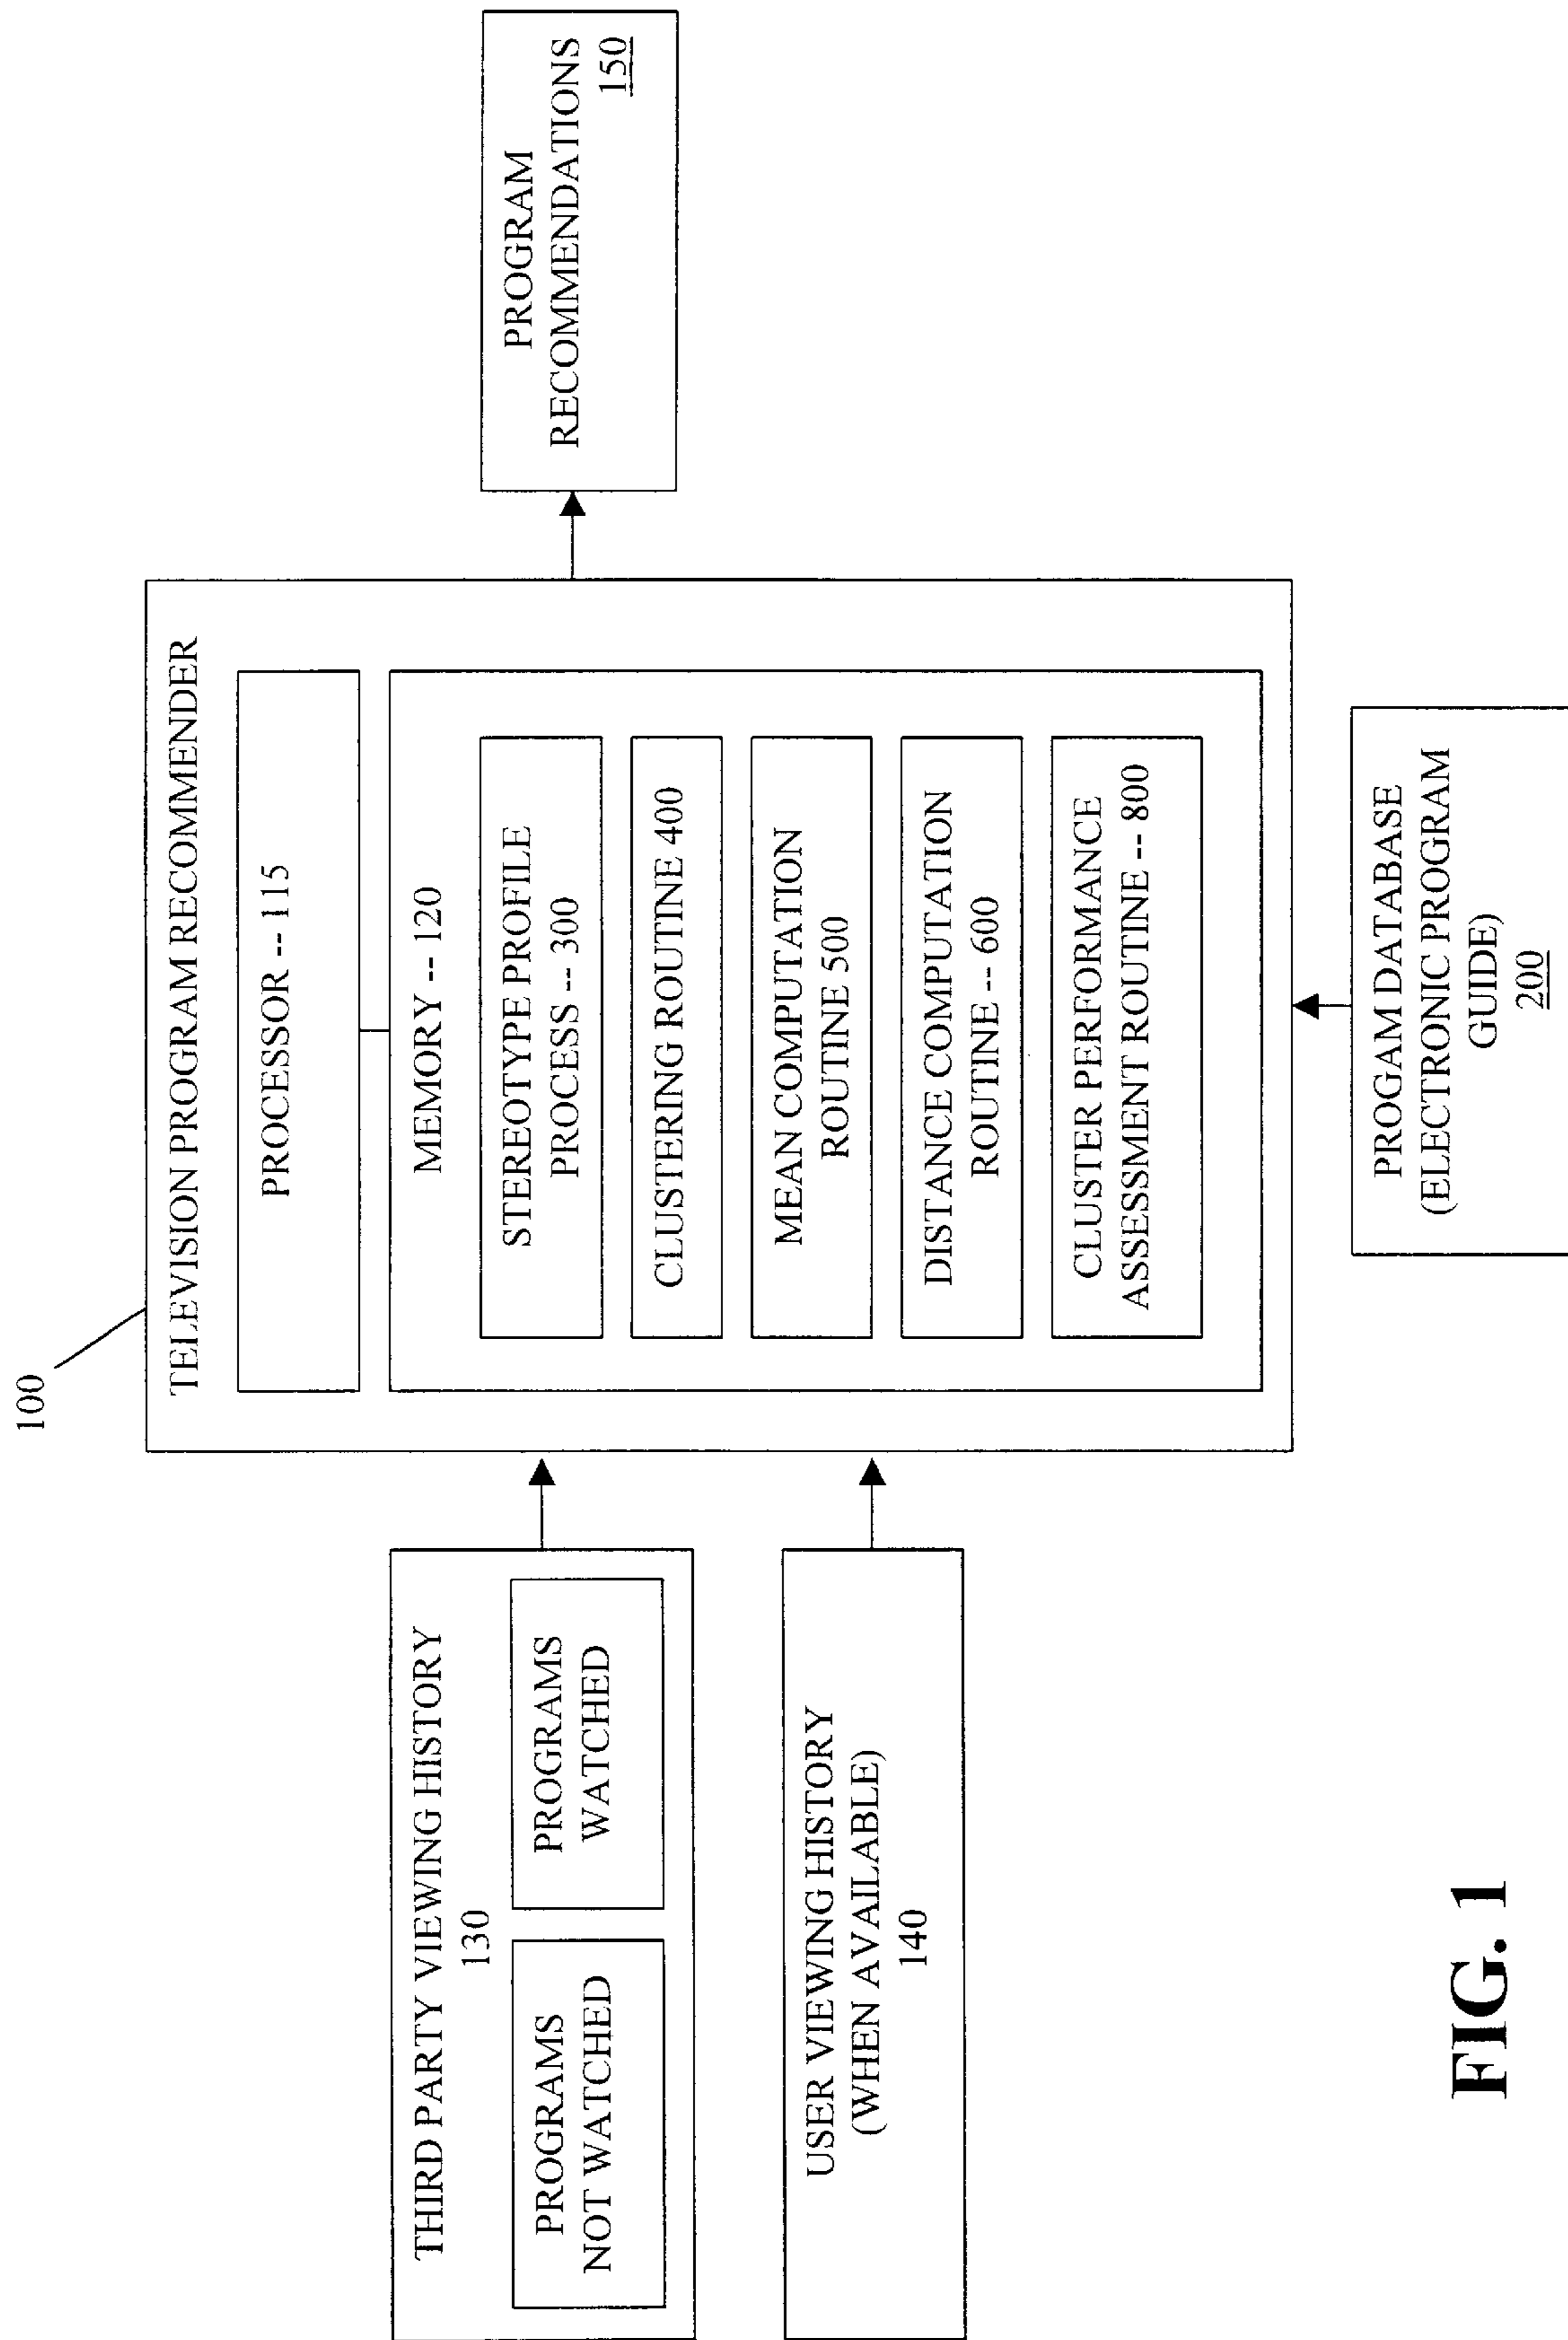 100
TELEVISION PROGRAM RECOMMENDER
PROCESSOR -- 115
MEMORY -- 120
STEREOTYPE PROFILE
PROCESS -- 300
CLUSTERING ROUTINE 400
MEAN COMPUTATION
ROUTINE 500
DISTANCE COMPUTATION
ROUTINE -- 600
CLUSTER PERFORMANCE
ASSESSMENT ROUTINE -- 800
THIRD PARTY VIEWING HISTORY
130
PROGRAMS
NOT WATCHED
PROGRAMS
WATCHED
USER VIEWING HISTORY
(WHEN AVAILABLE)
140
PROGRAM
RECOMMENDATIONS
150
PROGAM DATABASE
(ELECTRONIC PROGRAM
GUIDE)
200
FIG. 1